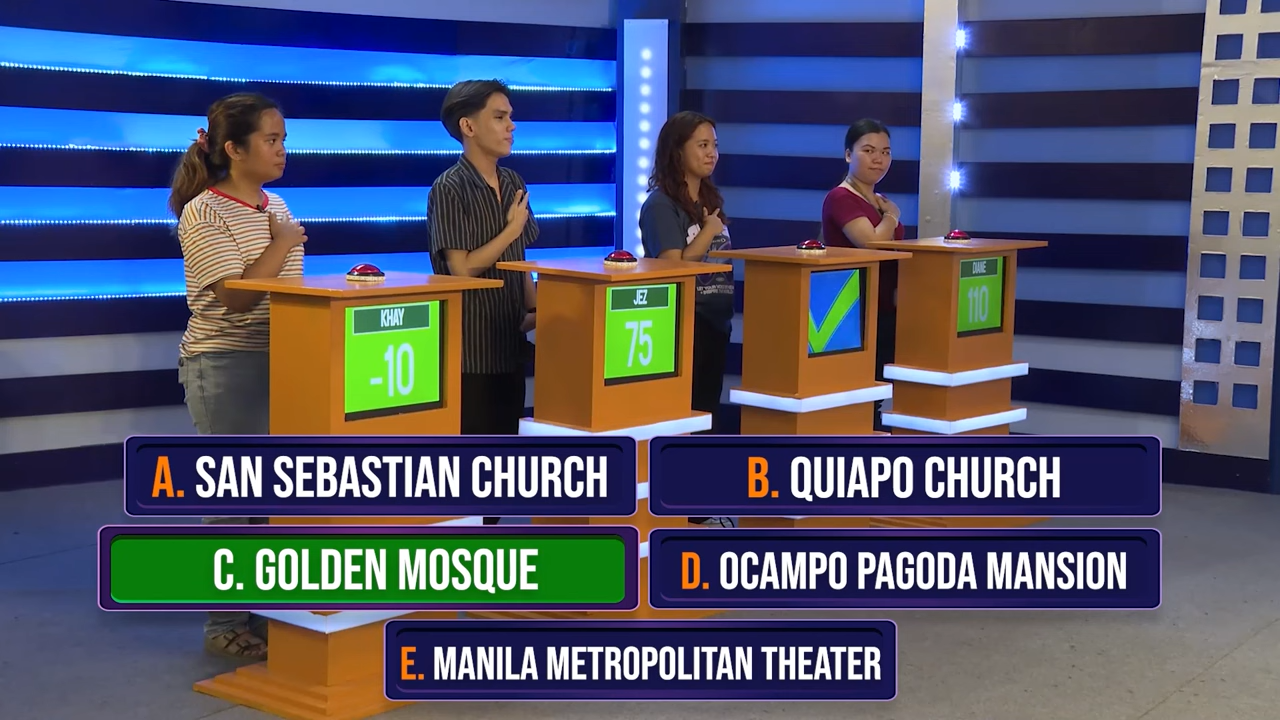 KHAY
-10
JEZ
75
DIANE
110
A. SAN SEBASTIAN CHURCH
B. QUIAPO CHURCH
C. GOLDEN MOSQUE
D. OCAMPO PAGODA MANSION
E. MANILA METROPOLITAN THEATER